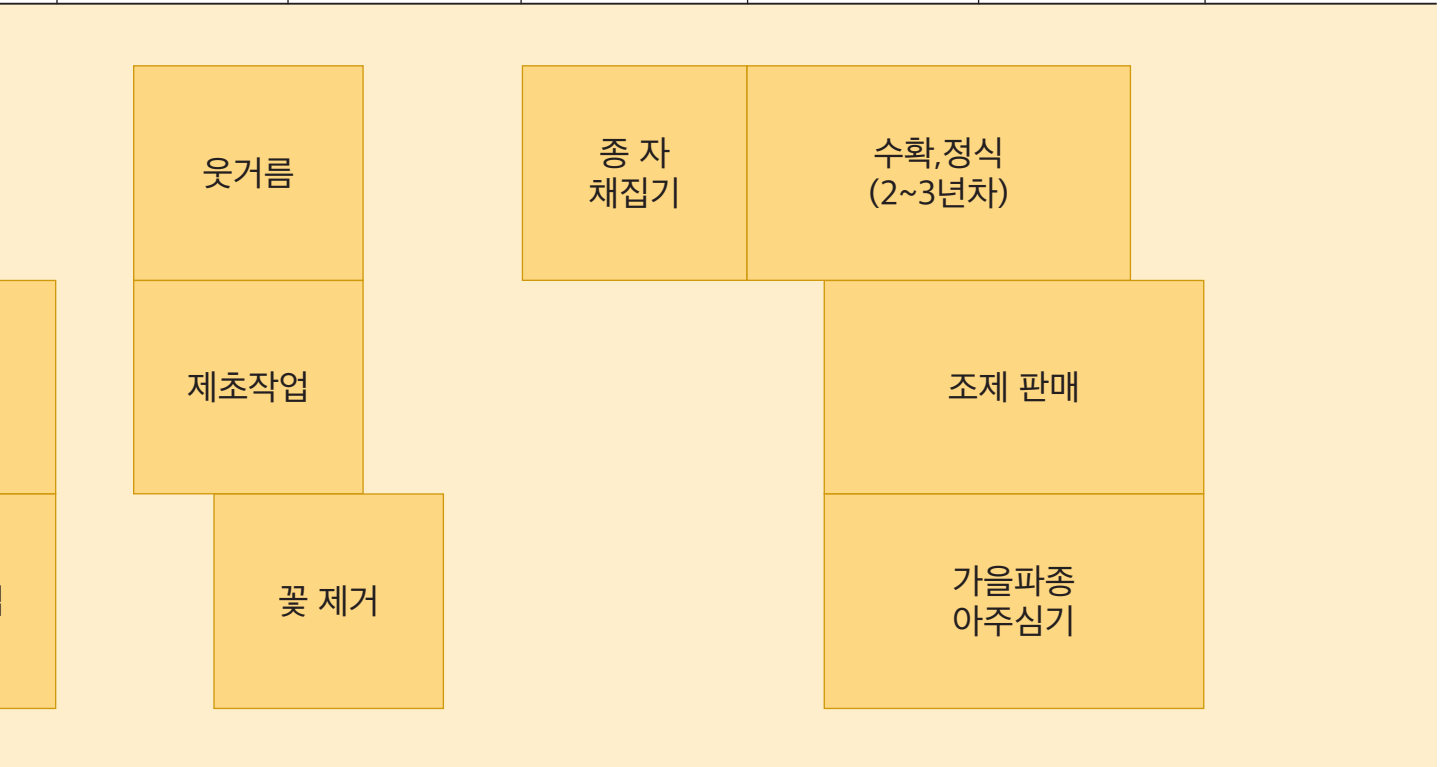 웃거름
종 자
채집기
수확,정식
(2~3년차)
제초작업
조제 판매
꽃 제거
가을파종
아주심기